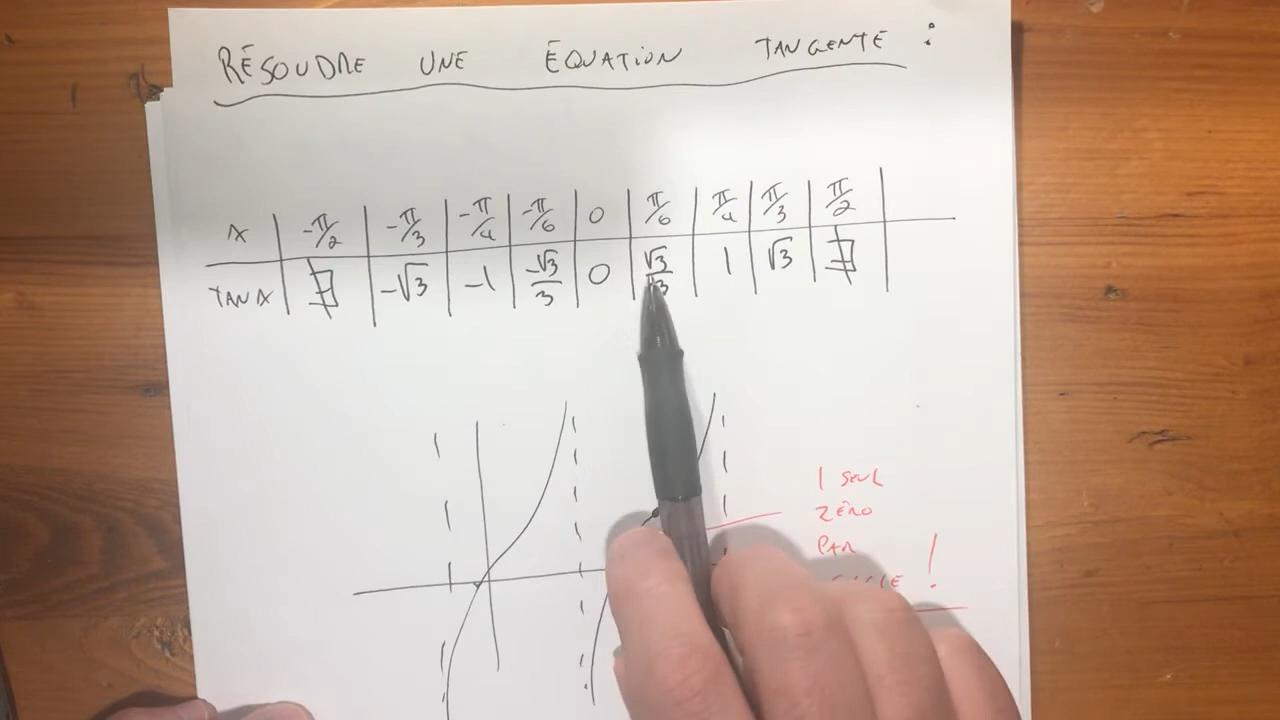 RÉSOUDRE UNE ÉQUATION TANGENTE :
X -π/2 -π/3 -π/4 -π/6 0 π/6 π/4 π/3 π/2
TAN X ∄ -√3 -1 -√3/3 0 √3/3 1 √3 ∄
1 SEUL
ZÉRO
PAR
!